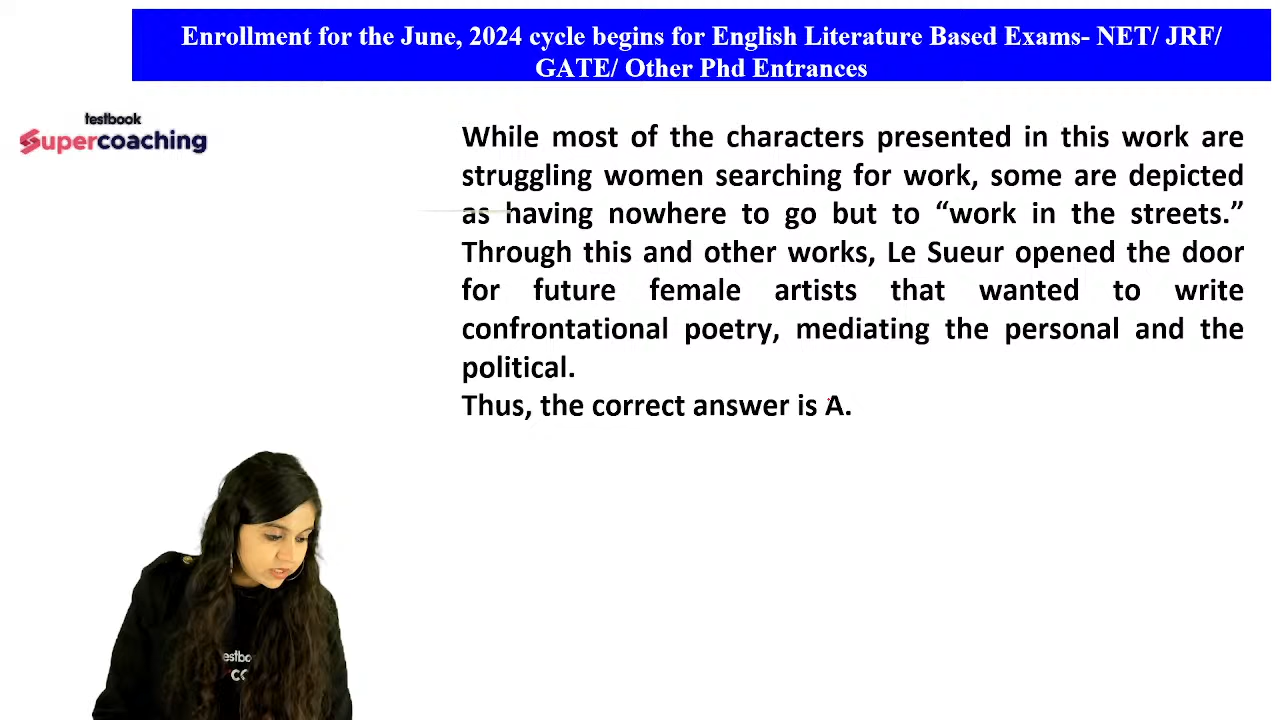 Enrollment for the June, 2024 cycle begins for English Literature Based Exams- NET/ JRF/
GATE/ Other Phd Entrances
testbook
Supercoaching
While most of the characters presented in this work are
struggling women searching for work, some are depicted
as having nowhere to go but to “work in the streets.”
Through this and other works, Le Sueur opened the door
for future female artists that wanted to write
confrontational poetry, mediating the personal and the
political.
Thus, the correct answer is A.